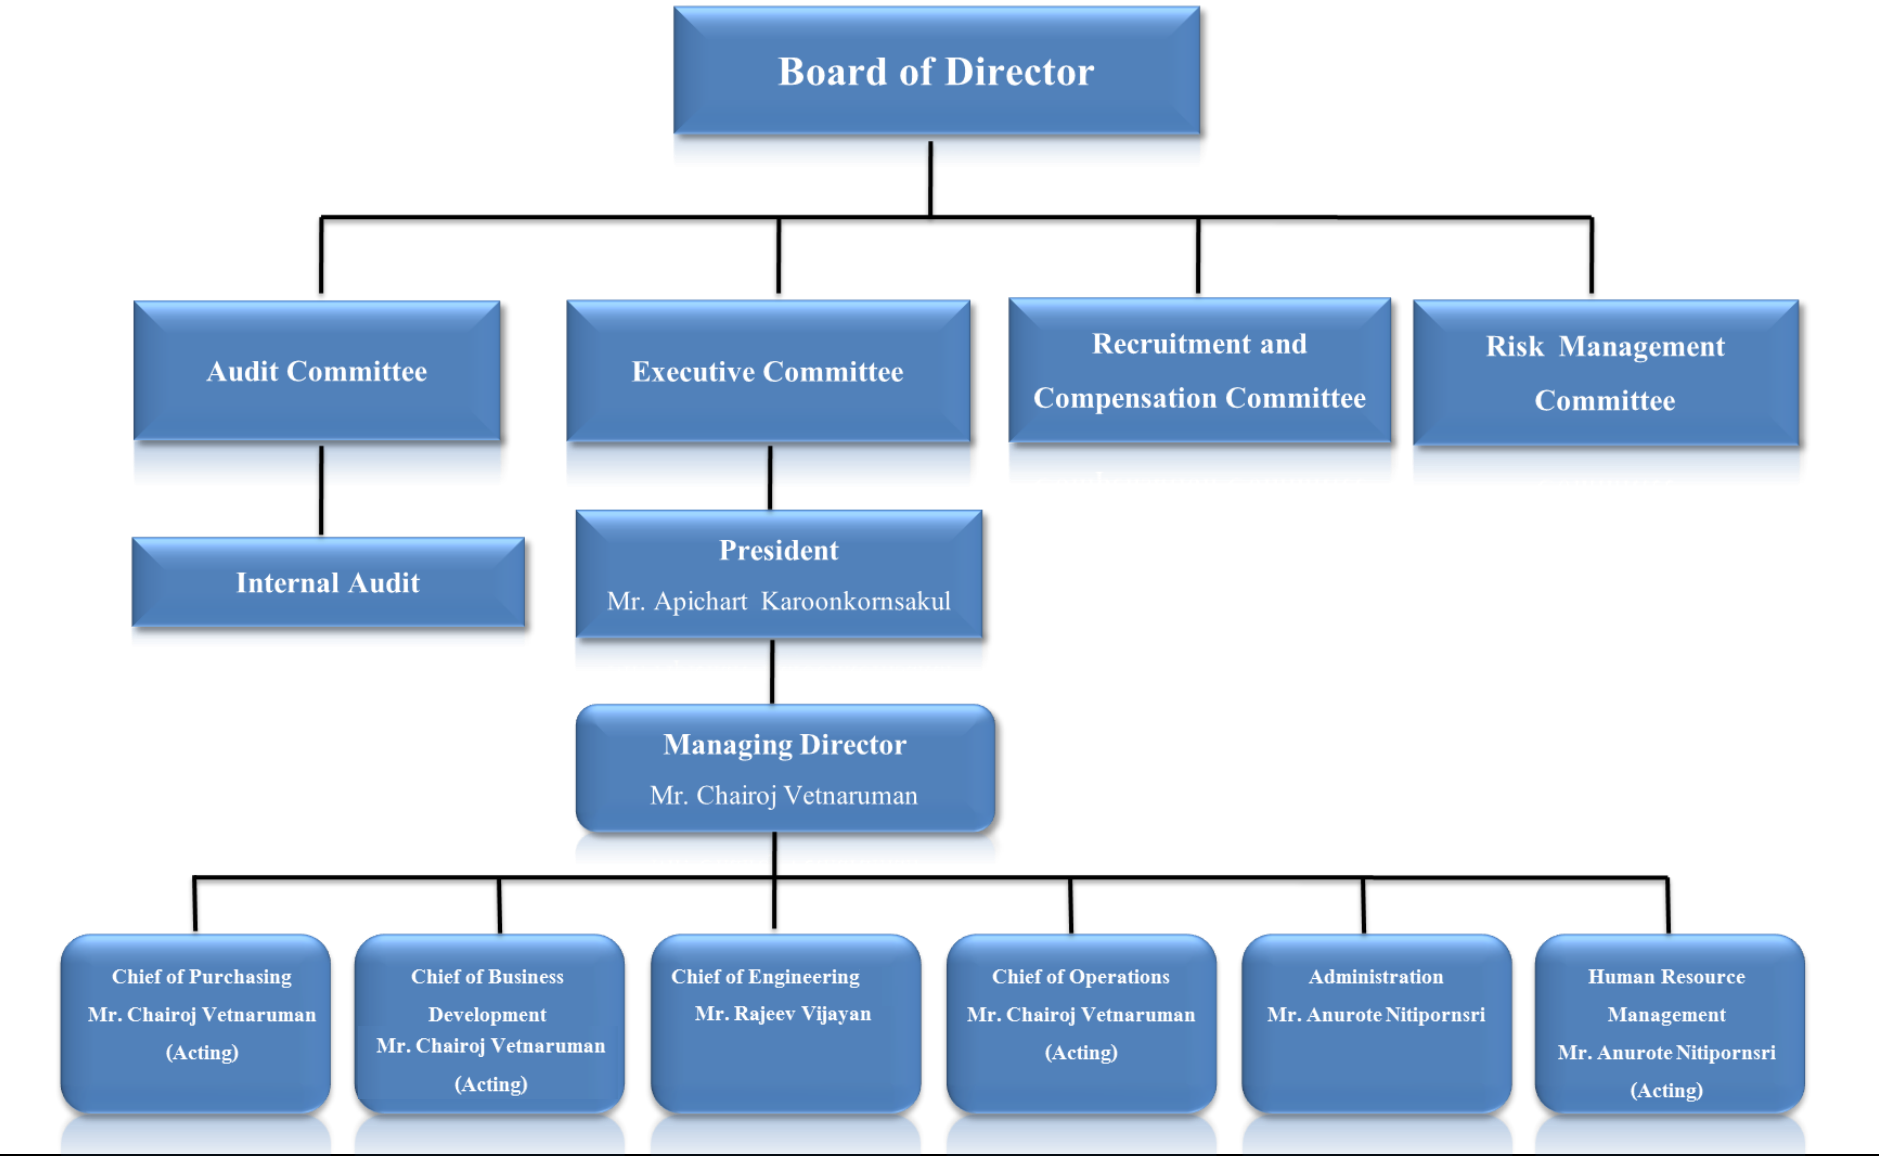 Board of Director
Audit Committee
Executive Committee
Recruitment and
Compensation Committee
Risk Management
Committee
Internal Audit
President
Mr. Apichart Karoonkornsakul
Managing Director
Mr. Chairoj Vetnaruman
Chief of Purchasing
Mr. Chairoj Vetnaruman
(Acting)
Chief of Business
Development
Mr. Chairoj Vetnaruman
(Acting)
Chief of Engineering
Mr. Rajeev Vijayan
Chief of Operations
Mr. Chairoj Vetnaruman
(Acting)
Administration
Mr. Anurote Nitipornsri
Human Resource
Management
Mr. Anurote Nitipornsri
(Acting)